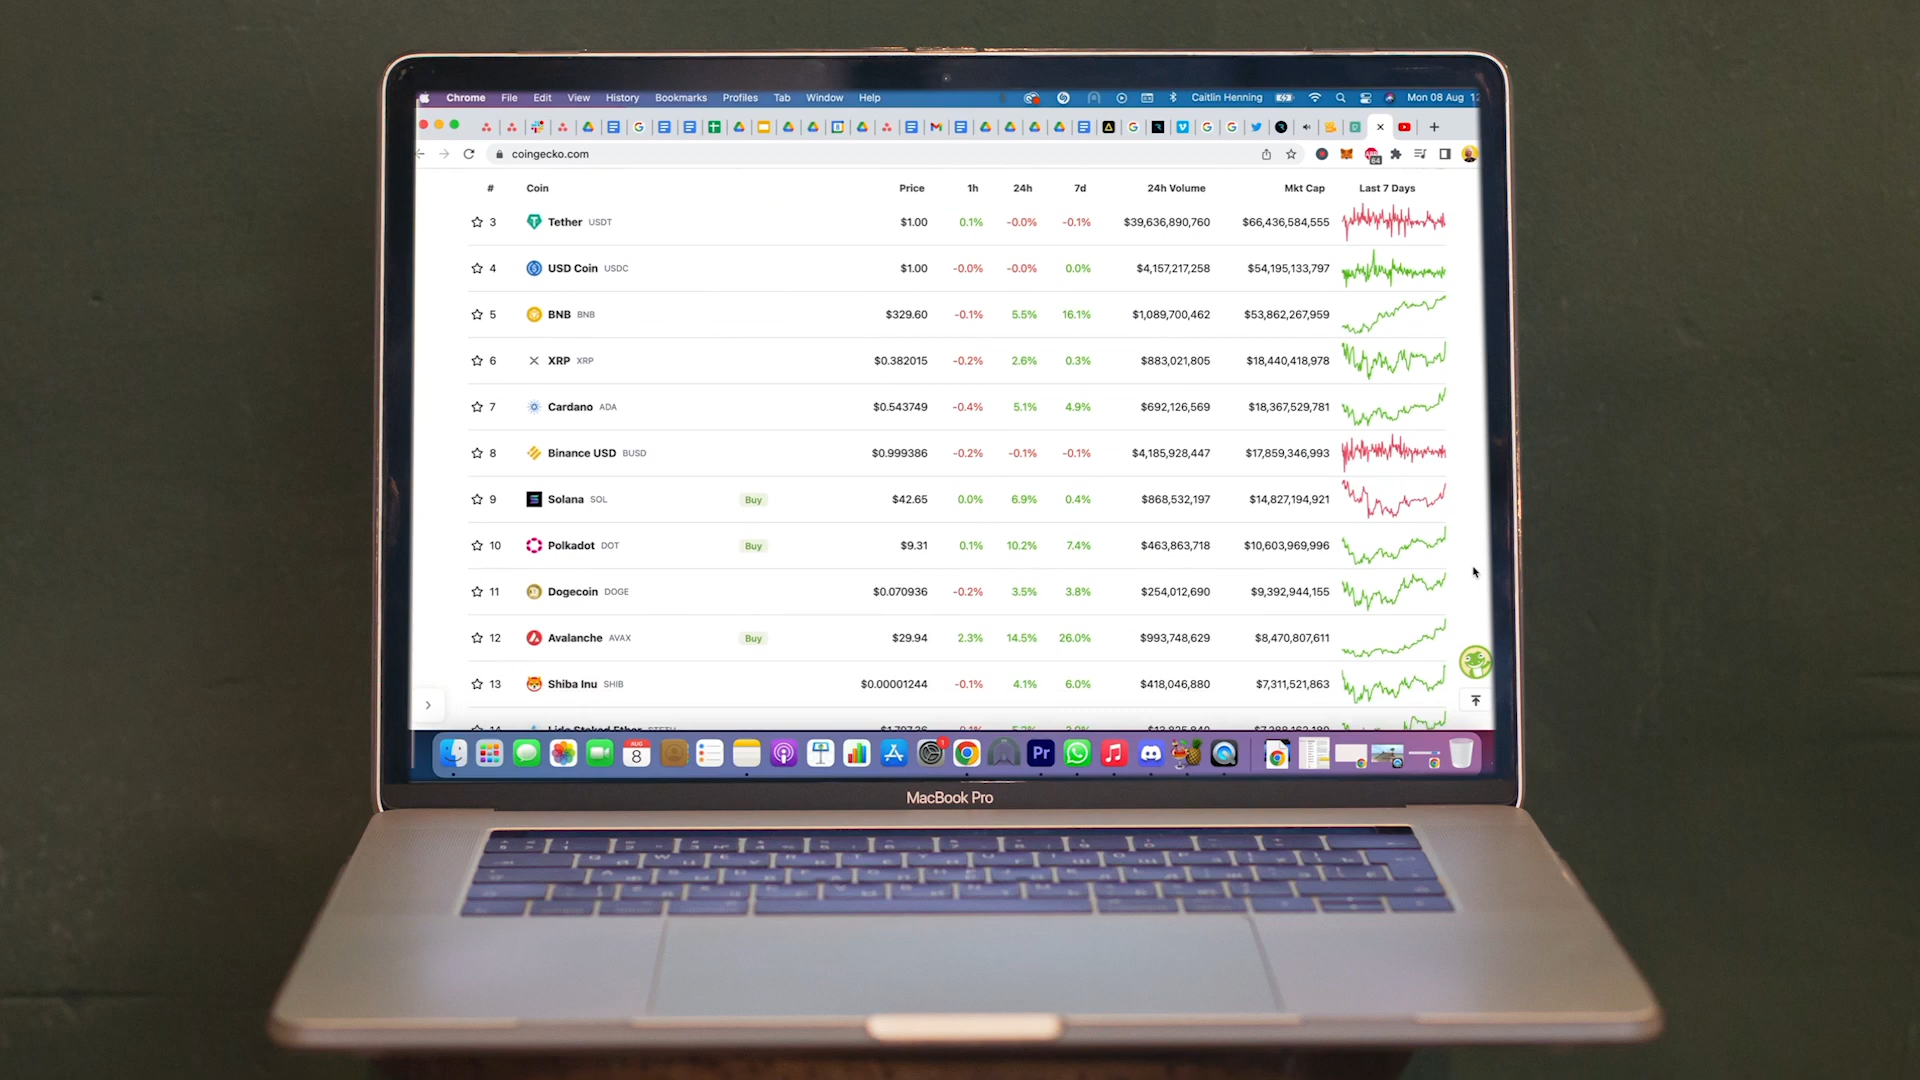 Chrome File Edit View History Bookmarks Profiles Tab Window Help Caitlin Henning Mon 08 Aug
coingecko.com
# Coin Price 1h 24h 7d 24h Volume Mkt Cap Last 7 Days
3 Tether USDT $1.00 0.1% -0.0% -0.1% $39,636,890,760 $66,436,584,555
4 USD Coin USDC $1.00 -0.0% -0.0% 0.0% $4,157,217,258 $54,195,133,797
5 BNB BNB $329.60 -0.1% 5.5% 16.1% $1,089,700,462 $53,862,267,959
6 XRP XRP $0.382015 -0.2% 2.6% 0.3% $883,021,805 $18,440,418,978
7 Cardano ADA $0.543749 -0.4% 5.1% 4.9% $692,126,569 $18,367,529,781
8 Binance USD BUSD $0.999386 -0.2% -0.1% -0.1% $4,185,928,447 $17,859,346,993
9 Solana SOL Buy $42.65 0.0% 6.9% 0.4% $868,532,197 $14,827,194,921
10 Polkadot DOT Buy $9.31 0.1% 10.2% 7.4% $463,863,718 $10,603,969,996
11 Dogecoin DOGE $0.070936 -0.2% 3.5% 3.8% $254,012,690 $9,392,944,155
12 Avalanche AVAX Buy $29.94 2.3% 14.5% 26.0% $993,748,629 $8,470,807,611
13 Shiba Inu SHIB $0.00001244 -0.1% 4.1% 6.0% $418,046,880 $7,311,521,863
AUG
8
Pr
MacBook Pro